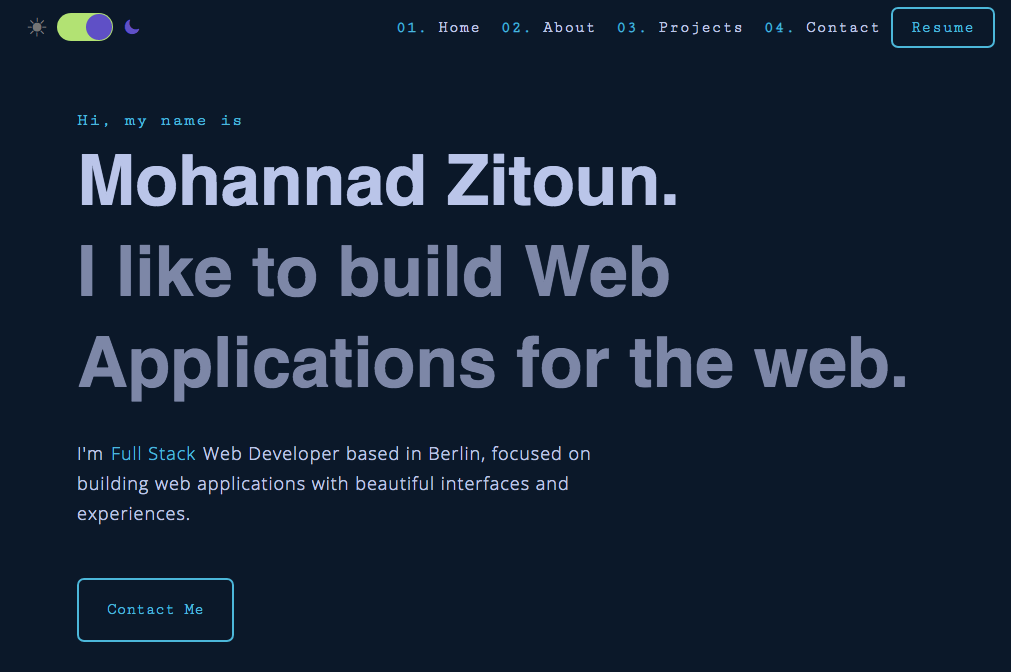 01. Home 02. About 03. Projects 04. Contact Resume
Hi, my name is
Mohannad Zitoun.
I like to build Web
Applications for the web.
I'm Full Stack Web Developer based in Berlin, focused on
building web applications with beautiful interfaces and
experiences.
Contact Me